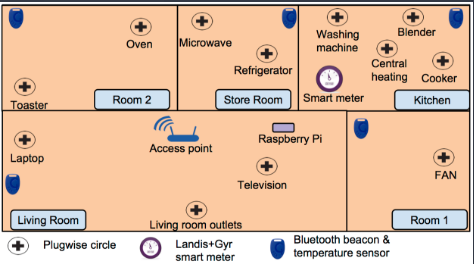 Oven
Toaster
Room 2
Microwave
Refrigerator
Store Room
Washing
machine
Blender
Central
heating
Cooker
Smart meter
Kitchen
Laptop
Access point
Raspberry Pi
Television
Living room outlets
Living Room
FAN
Room 1
Plugwise circle
Landis+Gyr
smart meter
Bluetooth beacon &
temperature sensor